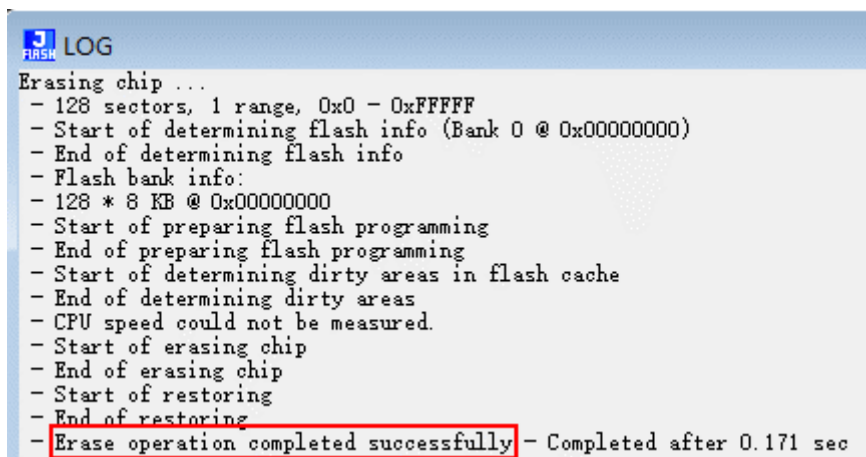 J
FLASH
LOG
Erasing chip ...
- 128 sectors, 1 range, 0x0 - 0xFFFFF
- Start of determining flash info (Bank 0 @ 0x00000000)
- End of determining flash info
- Flash bank info:
- 128 * 8 KB @ 0x00000000
- Start of preparing flash programming
- End of preparing flash programming
- Start of determining dirty areas in flash cache
- End of determining dirty areas
- CPU speed could not be measured.
- Start of erasing chip
- End of erasing chip
- Start of restoring
- End of restoring
- Erase operation completed successfully - Completed after 0.171 sec